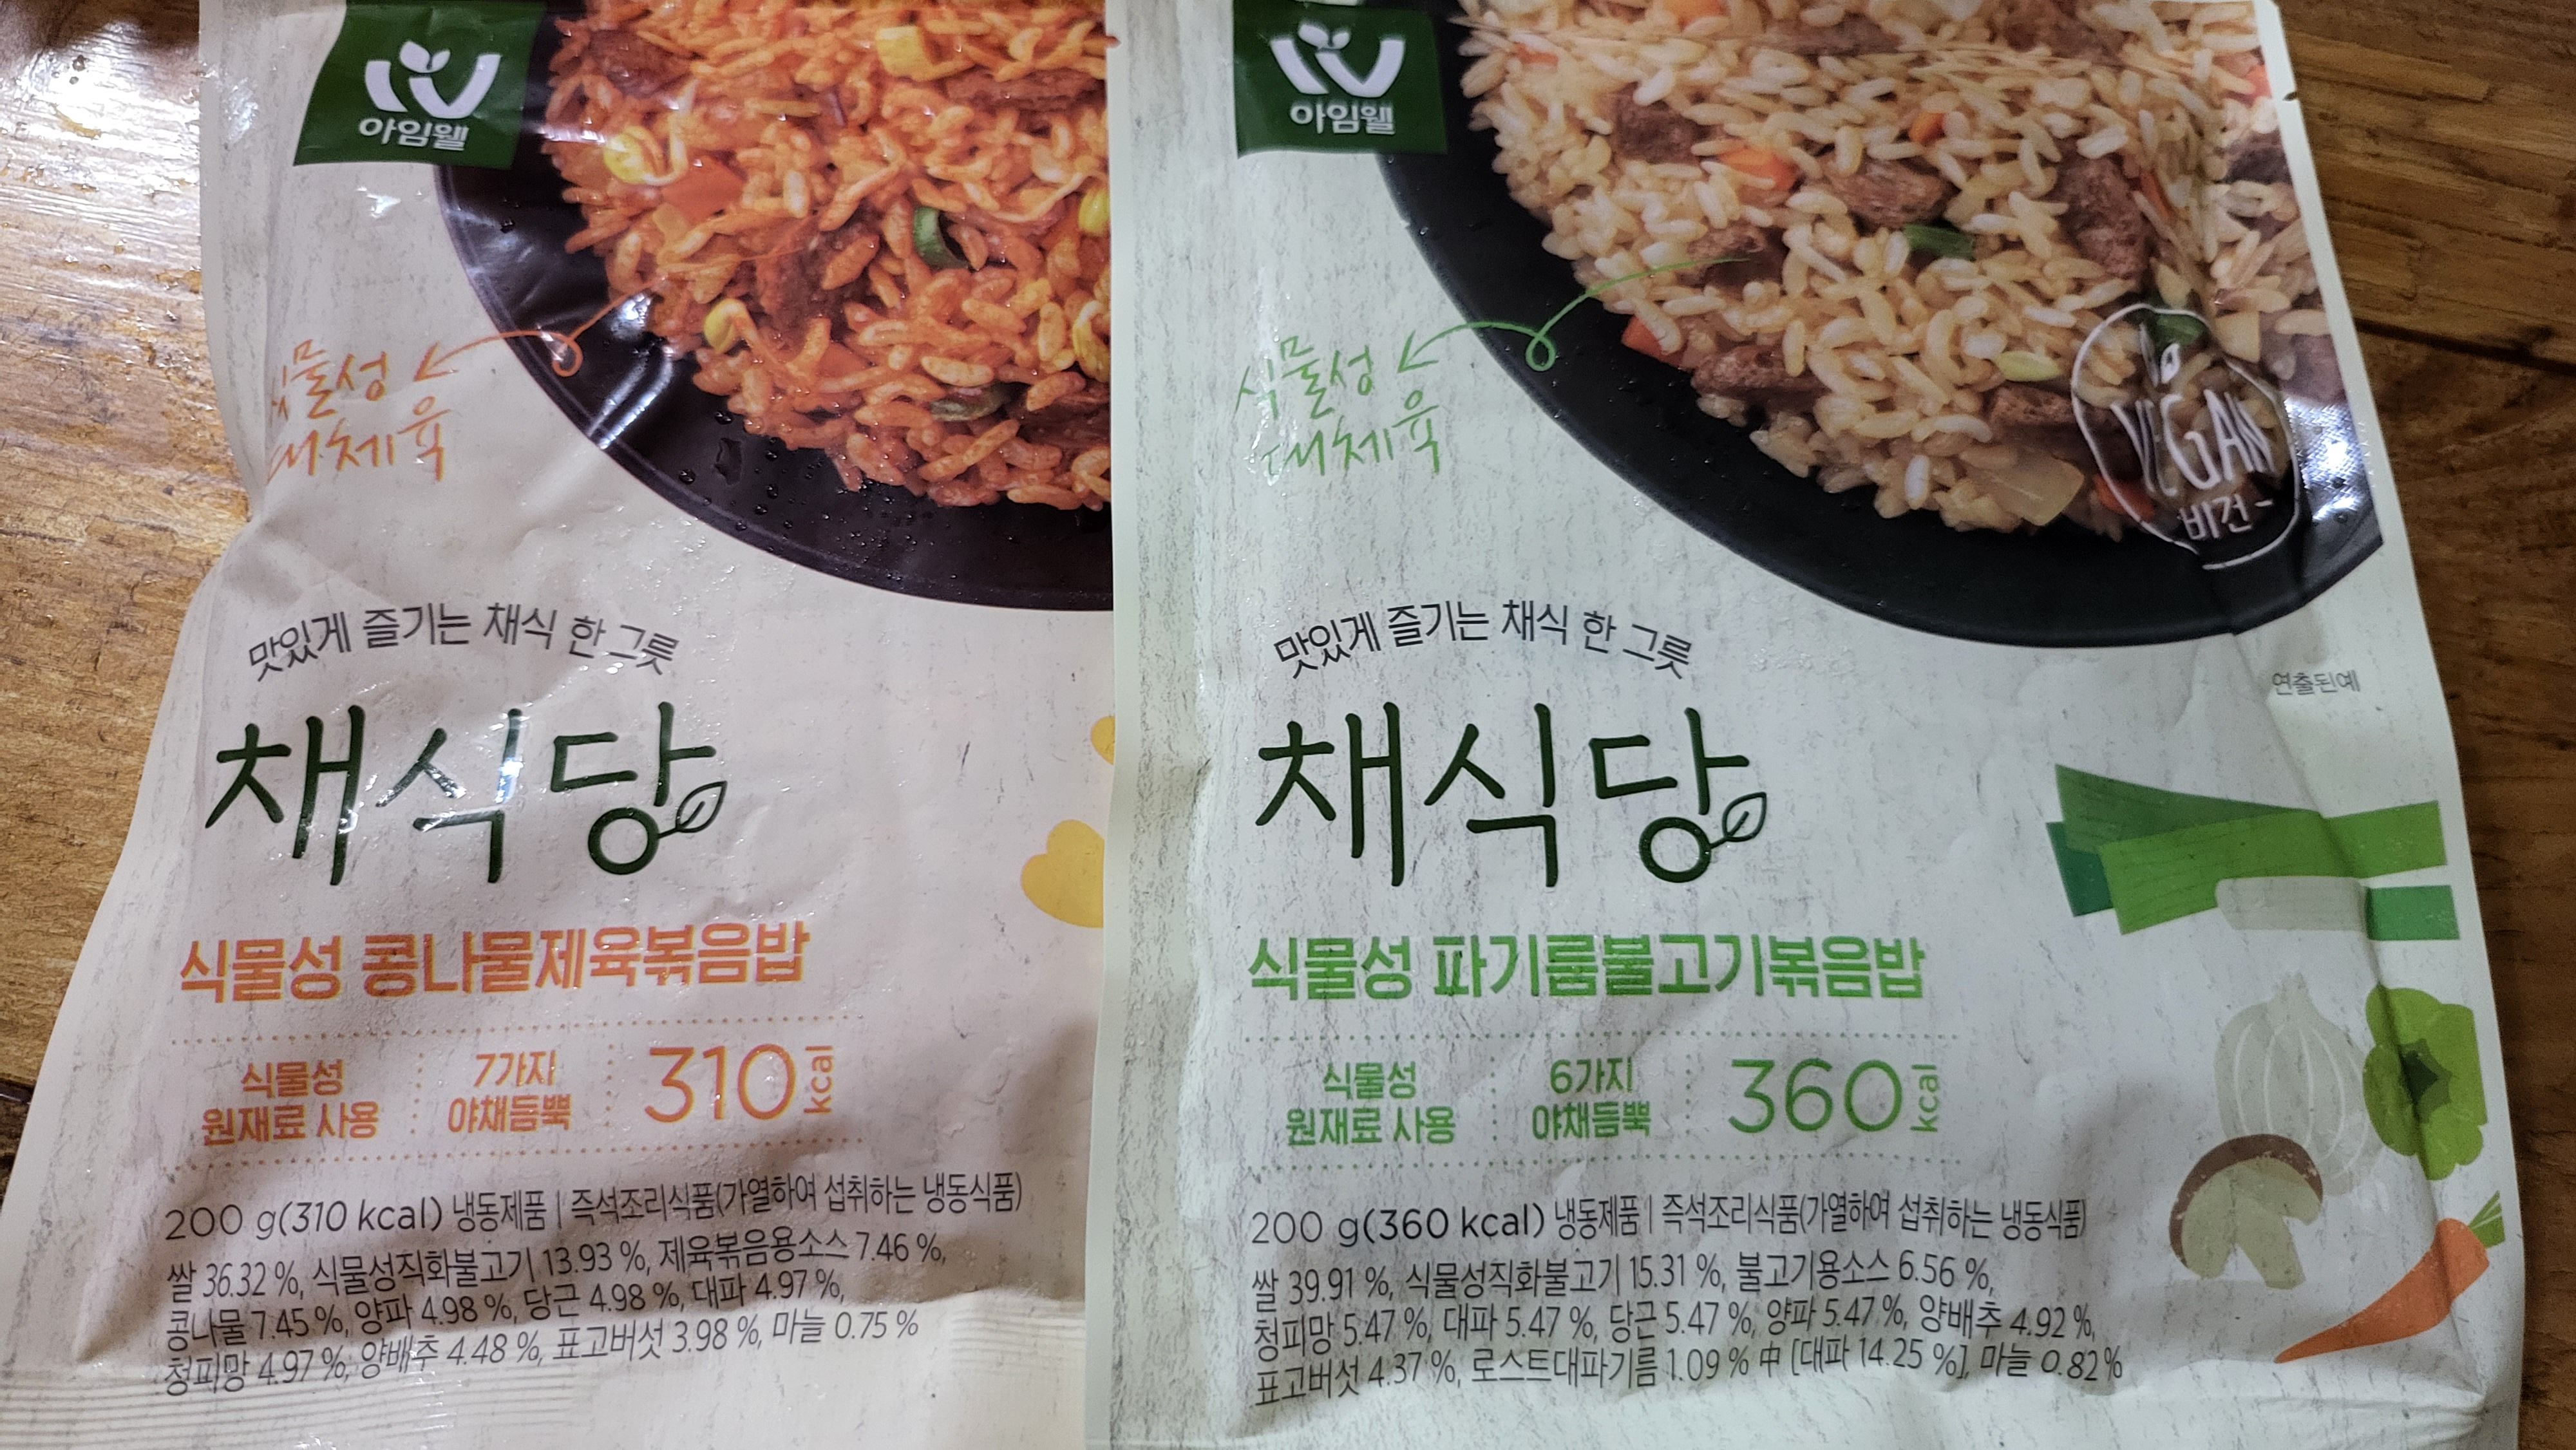 아임웰
식물성
대체육
맛있게 즐기는 채식 한 그릇
채식당
식물성 콩나물제육볶음밥
식물성
원재료 사용
7가지
야채듬뿍
310 kcal
200 g(310 kcal) 냉동제품 | 즉석조리식품(가열하여 섭취하는 냉동식품)
쌀 36.32 %, 식물성직화불고기 13.93 %, 제육볶음용소스 7.46 %,
콩나물 7.45 %, 양파 4.98 %, 당근 4.98 %, 대파 4.97 %,
청피망 4.97 %, 양배추 4.48 %, 표고버섯 3.98 %, 마늘 0.75 %
아임웰
식물성
대체육
VEGAN
비건
연출된예
맛있게 즐기는 채식 한 그릇
채식당
식물성 파기름불고기볶음밥
식물성
원재료 사용
6가지
야채듬뿍
360 kcal
200 g(360 kcal) 냉동제품 | 즉석조리식품(가열하여 섭취하는 냉동식품)
쌀 39.91 %, 식물성직화불고기 15.31 %, 불고기용소스 6.56 %,
청피망 5.47 %, 대파 5.47 %, 당근 5.47 %, 양파 5.47 %, 양배추 4.92 %,
표고버섯 4.37 %, 로스트대파기름 1.09 % 中 [대파 14.25 %], 마늘 0.82 %